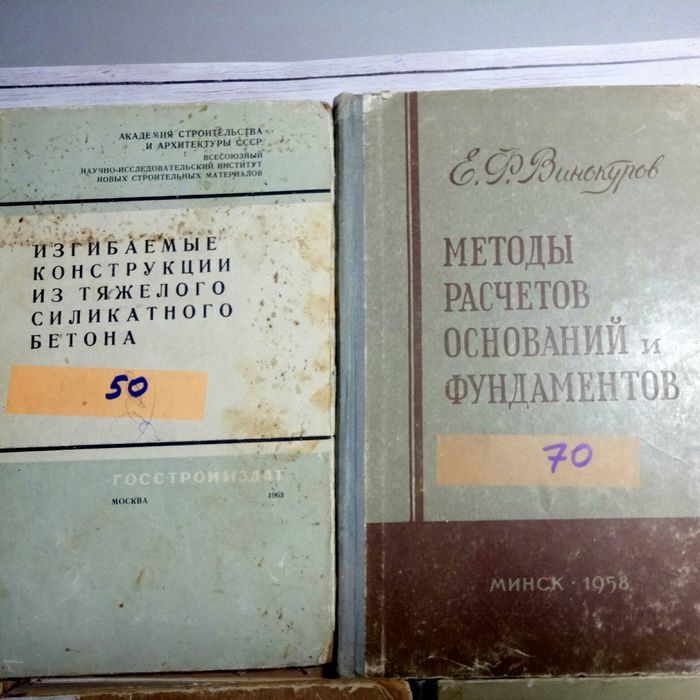 АКАДЕМИЯ СТРОИТЕЛЬСТВА
И АРХИТЕКТУРЫ СССР
ВСЕСОЮЗНЫЙ
НАУЧНО-ИССЛЕДОВАТЕЛЬСКИЙ ИНСТИТУТ
НОВЫХ СТРОИТЕЛЬНЫХ МАТЕРИАЛОВ
ИЗГИБАЕМЫЕ
КОНСТРУКЦИИ
ИЗ ТЯЖЕЛОГО
СИЛИКАТНОГО
БЕТОНА
50
ГОССТРОЙИЗДАТ
МОСКВА 1963
Е. Ф. Винокуров
МЕТОДЫ
РАСЧЕТОВ
ОСНОВАНИЙ и
ФУНДАМЕНТОВ
70
МИНСК - 1958